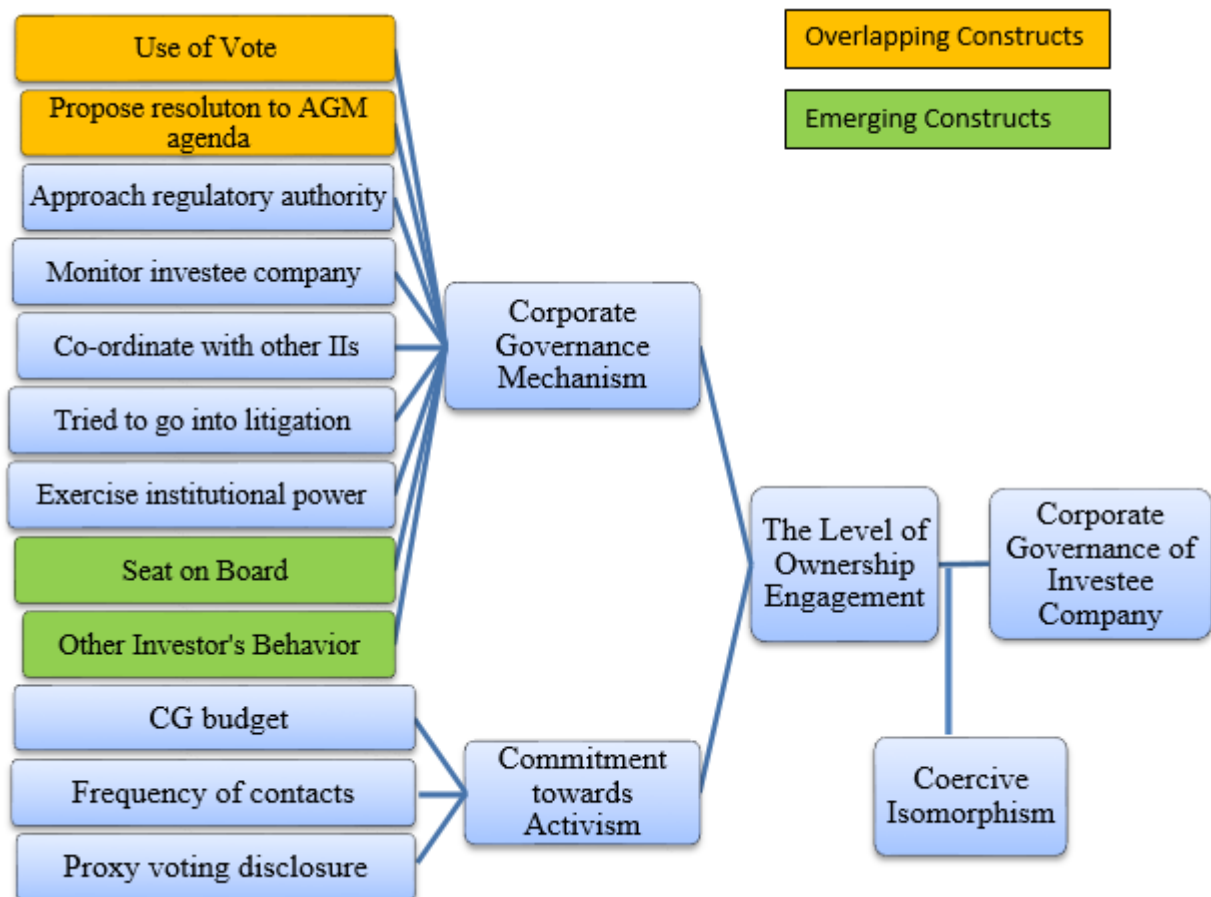 Use of Vote
Propose resoluton to AGM
agenda
Approach regulatory authority
Monitor investee company
Co-ordinate with other IIs
Tried to go into litigation
Exercise institutional power
Seat on Board
Other Investor's Behavior
CG budget
Frequency of contacts
Proxy voting disclosure
Corporate
Governance
Mechanism
Commitment
towards
Activism
The Level of
Ownership
Engagement
Corporate
Governance of
Investee
Company
Coercive
Isomorphism
Overlapping Constructs
Emerging Constructs